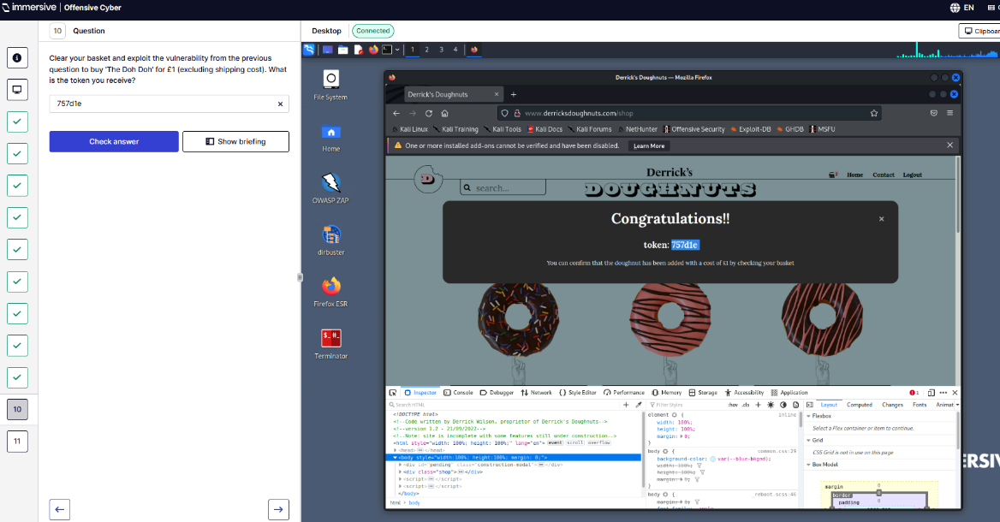 immersive | Offensive Cyber
EN
10 Question
Desktop Connected
Clipboar
Clear your basket and exploit the vulnerability from the previous
question to buy 'The Doh Doh' for £1 (excluding shipping cost). What
is the token you receive?
757d1e ×
Check answer Show briefing
10
11
1 2 3 4
File System
Home
OWASP ZAP
dirbuster
Firefox ESR
Terminator
Derrick's Doughnuts — Mozilla Firefox
Derrick's Doughnuts × +
www.derricksdoughnuts.com/shop
Kali Linux Kali Training Kali Tools Kali Docs Kali Forums NetHunter Offensive Security Exploit-DB GHDB MSFU
One or more installed add-ons cannot be verified and have been disabled. Learn More
D
search...
Derrick's
DOUGHNUTS
Home Contact Logout
Congratulations!! ×
token: 757d1e
You can confirm that the doughnut has been added with a cost of £1 by checking your basket
Inspector Console Debugger Network Style Editor Performance Memory Storage Accessibility Application 1
Search HTML
<!DOCTYPE html>
<!--Code written by Derrick Wilson, proprietor of Derrick's Doughnuts-->
<!--version 1.2 - 21/09/2022-->
<!--Note: site is incomplete with some features still under construction-->
<html style="width: 100%; height: 100%;" lang="en"> event scroll overflow
<head> </head>
<body style="width:100%; height:100%; margin: 0;">
<div id="pending" class="construction-modal"> </div>
<div class="shop"> </div>
<script> </script>
<script> </script>
</body>
html > body
Filter Styles :hov .cls +
element { inline
width: 100%;
height: 100%;
margin: 0;
}
body { common.css:29
background-color: var(--blue-bkgnd);
width: 100%;
height: 100%;
margin: 0;
}
body { _reboot.scss:46
margin: 0;
Layout Computed Changes Fonts Animat
Flexbox
Select a Flex container or item to continue.
Grid
CSS Grid is not in use on this page
Box Model
margin 0
border 0
padding 0
ERSIV